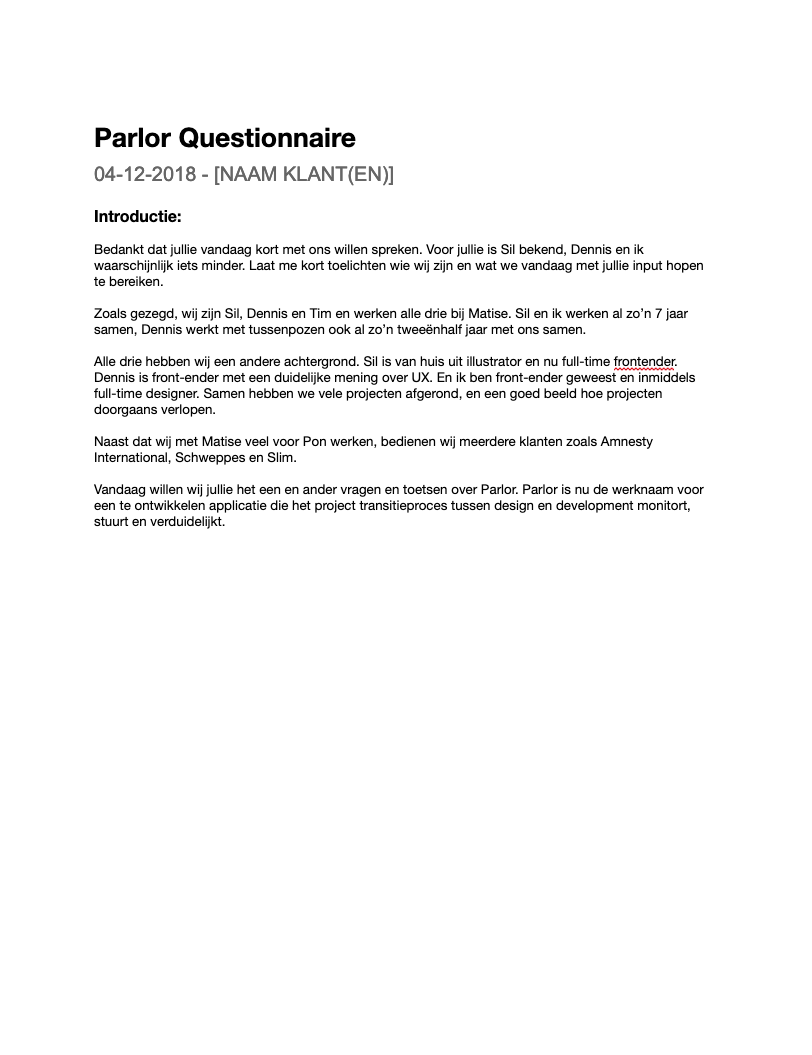 Parlor Questionnaire
04-12-2018 - [NAAM KLANT(EN)]
Introductie:
Bedankt dat jullie vandaag kort met ons willen spreken. Voor jullie is Sil bekend, Dennis en ik
waarschijnlijk iets minder. Laat me kort toelichten wie wij zijn en wat we vandaag met jullie input hopen
te bereiken.
Zoals gezegd, wij zijn Sil, Dennis en Tim en werken alle drie bij Matise. Sil en ik werken al zo’n 7 jaar
samen, Dennis werkt met tussenpozen ook al zo’n tweeënhalf jaar met ons samen.
Alle drie hebben wij een andere achtergrond. Sil is van huis uit illustrator en nu full-time frontender.
Dennis is front-ender met een duidelijke mening over UX. En ik ben front-ender geweest en inmiddels
full-time designer. Samen hebben we vele projecten afgerond, en een goed beeld hoe projecten
doorgaans verlopen.
Naast dat wij met Matise veel voor Pon werken, bedienen wij meerdere klanten zoals Amnesty
International, Schweppes en Slim.
Vandaag willen wij jullie het een en ander vragen en toetsen over Parlor. Parlor is nu de werknaam voor
een te ontwikkelen applicatie die het project transitieproces tussen design en development monitort,
stuurt en verduidelijkt.